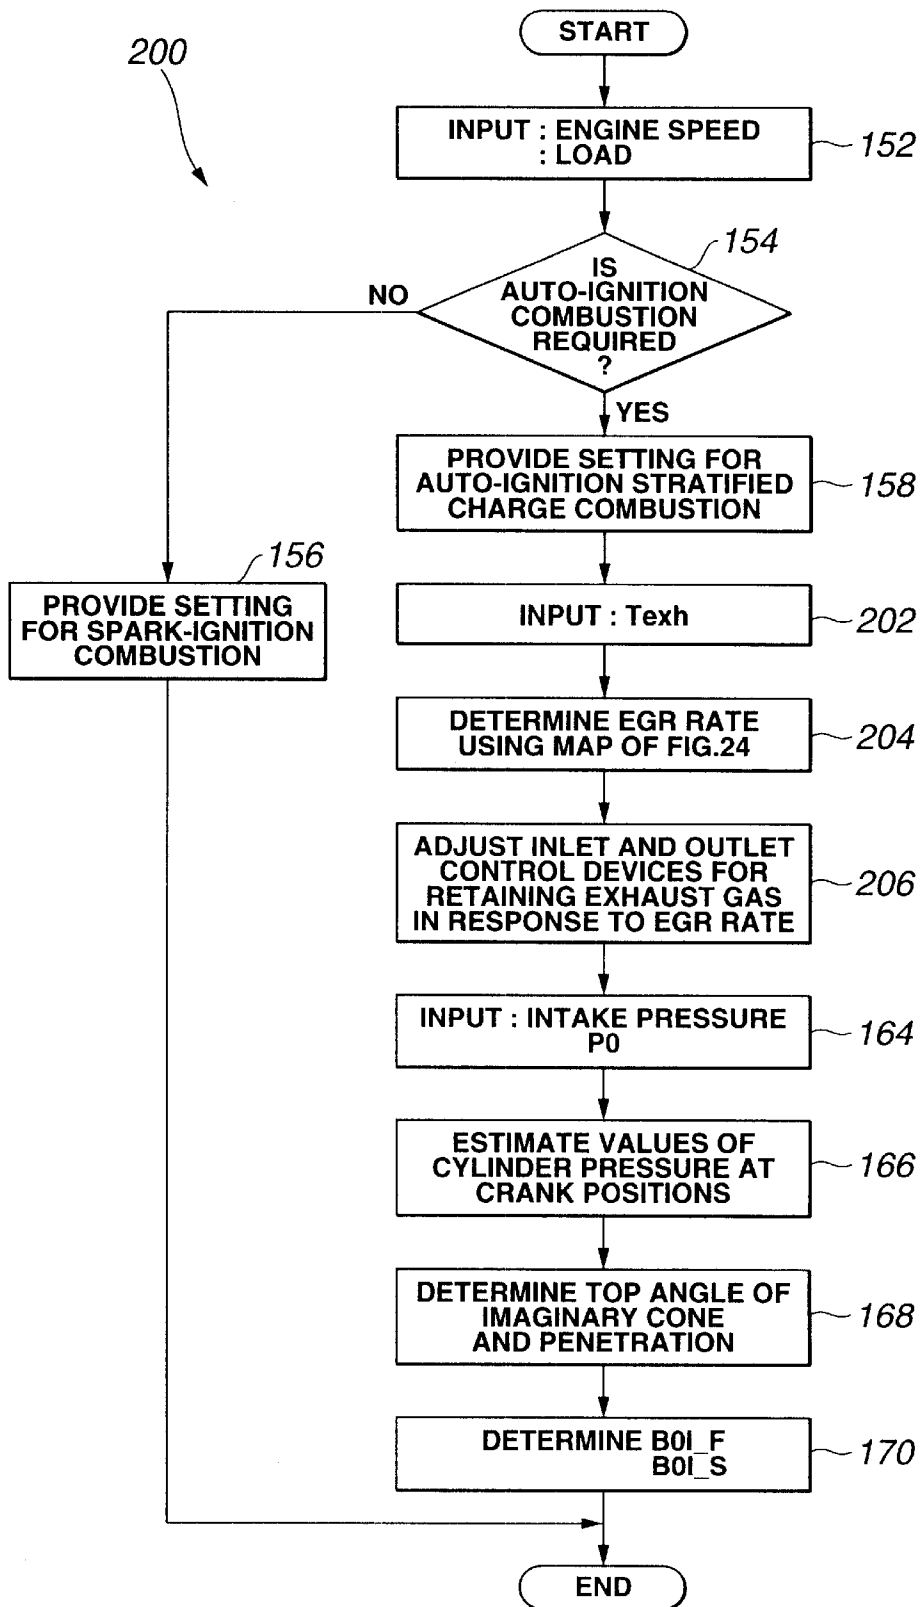 START
200
INPUT : ENGINE SPEED
: LOAD
152
154
IS
AUTO-IGNITION
COMBUSTION
REQUIRED
?
NO
YES
PROVIDE SETTING FOR
AUTO-IGNITION STRATIFIED
CHARGE COMBUSTION
158
156
PROVIDE SETTING
FOR SPARK-IGNITION
COMBUSTION
INPUT : Texh
202
DETERMINE EGR RATE
USING MAP OF FIG.24
204
ADJUST INLET AND OUTLET
CONTROL DEVICES FOR
RETAINING EXHAUST GAS
IN RESPONSE TO EGR RATE
206
INPUT : INTAKE PRESSURE
P0
164
ESTIMATE VALUES OF
CYLINDER PRESSURE AT
CRANK POSITIONS
166
DETERMINE TOP ANGLE OF
IMAGINARY CONE
AND PENETRATION
168
DETERMINE B0I_F
B0I_S
170
END